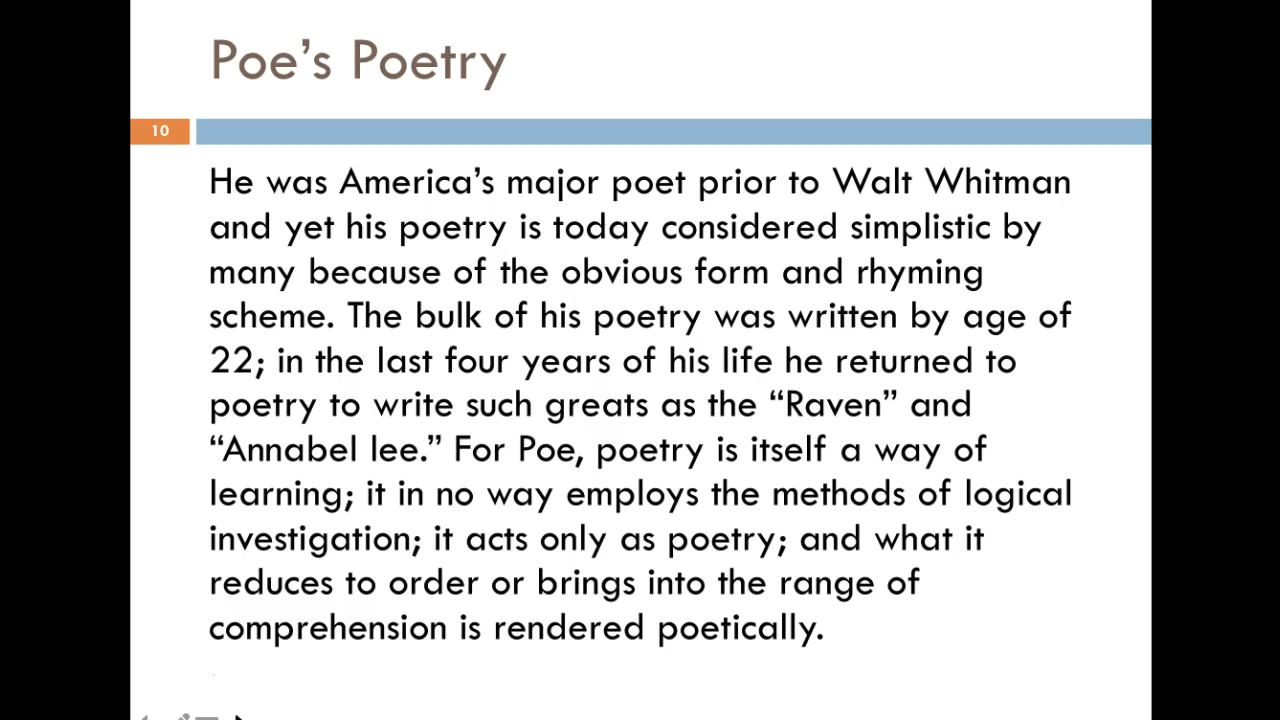 Poe’s Poetry
10
He was America’s major poet prior to Walt Whitman
and yet his poetry is today considered simplistic by
many because of the obvious form and rhyming
scheme. The bulk of his poetry was written by age of
22; in the last four years of his life he returned to
poetry to write such greats as the “Raven” and
“Annabel lee.” For Poe, poetry is itself a way of
learning; it in no way employs the methods of logical
investigation; it acts only as poetry; and what it
reduces to order or brings into the range of
comprehension is rendered poetically.